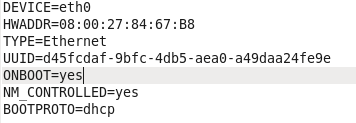 DEVICE=eth0
HWADDR=08:00:27:84:67:B8
TYPE=Ethernet
UUID=d45fcdaf-9bfc-4db5-aea0-a49daa24fe9e
ONBOOT=yes
NM_CONTROLLED=yes
BOOTPROTO=dhcp